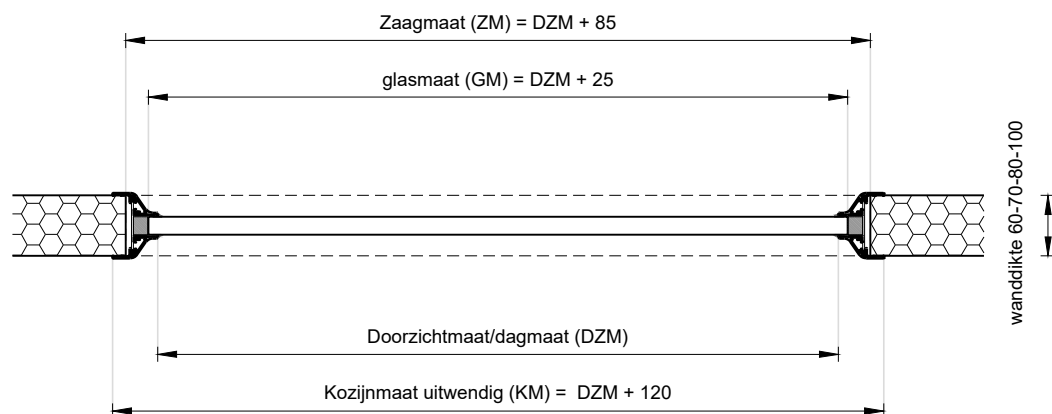 Zaagmaat (ZM) = DZM + 85
glasmaat (GM) = DZM + 25
wanddikte 60-70-80-100
Doorzichtmaat/dagmaat (DZM)
Kozijnmaat uitwendig (KM) = DZM + 120